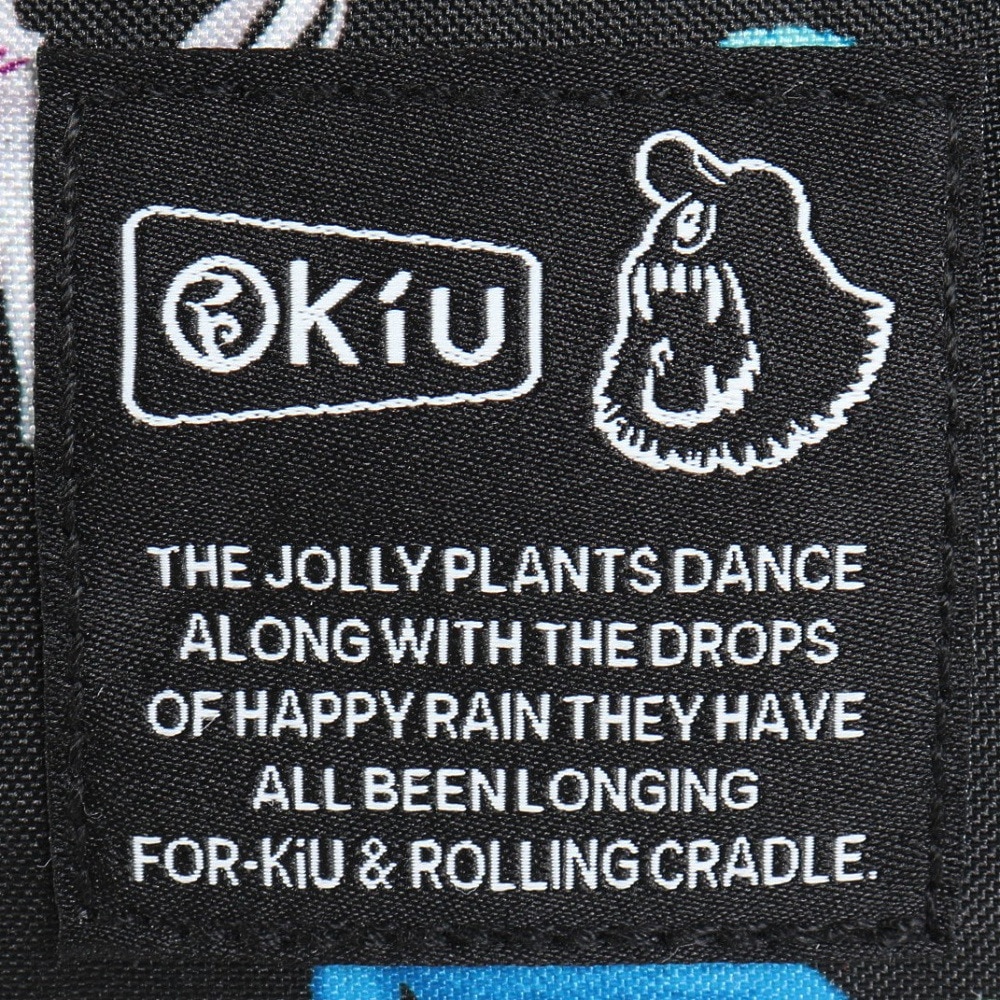 KíU
THE JOLLY PLANTS DANCE
ALONG WITH THE DROPS
OF HAPPY RAIN THEY HAVE
ALL BEEN LONGING
FOR-KiU & ROLLING CRADLE.